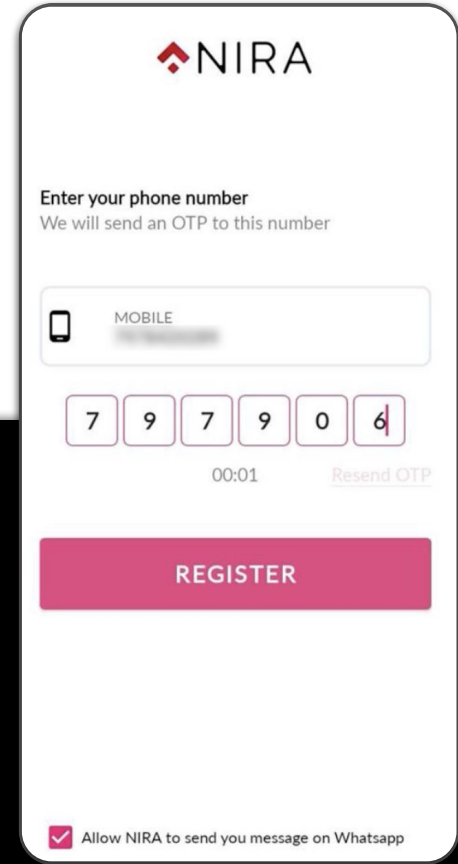 NIRA
Enter your phone number
We will send an OTP to this number
MOBILE
7 9 7 9 0 6
00:01 Resend OTP
REGISTER
Allow NIRA to send you message on Whatsapp